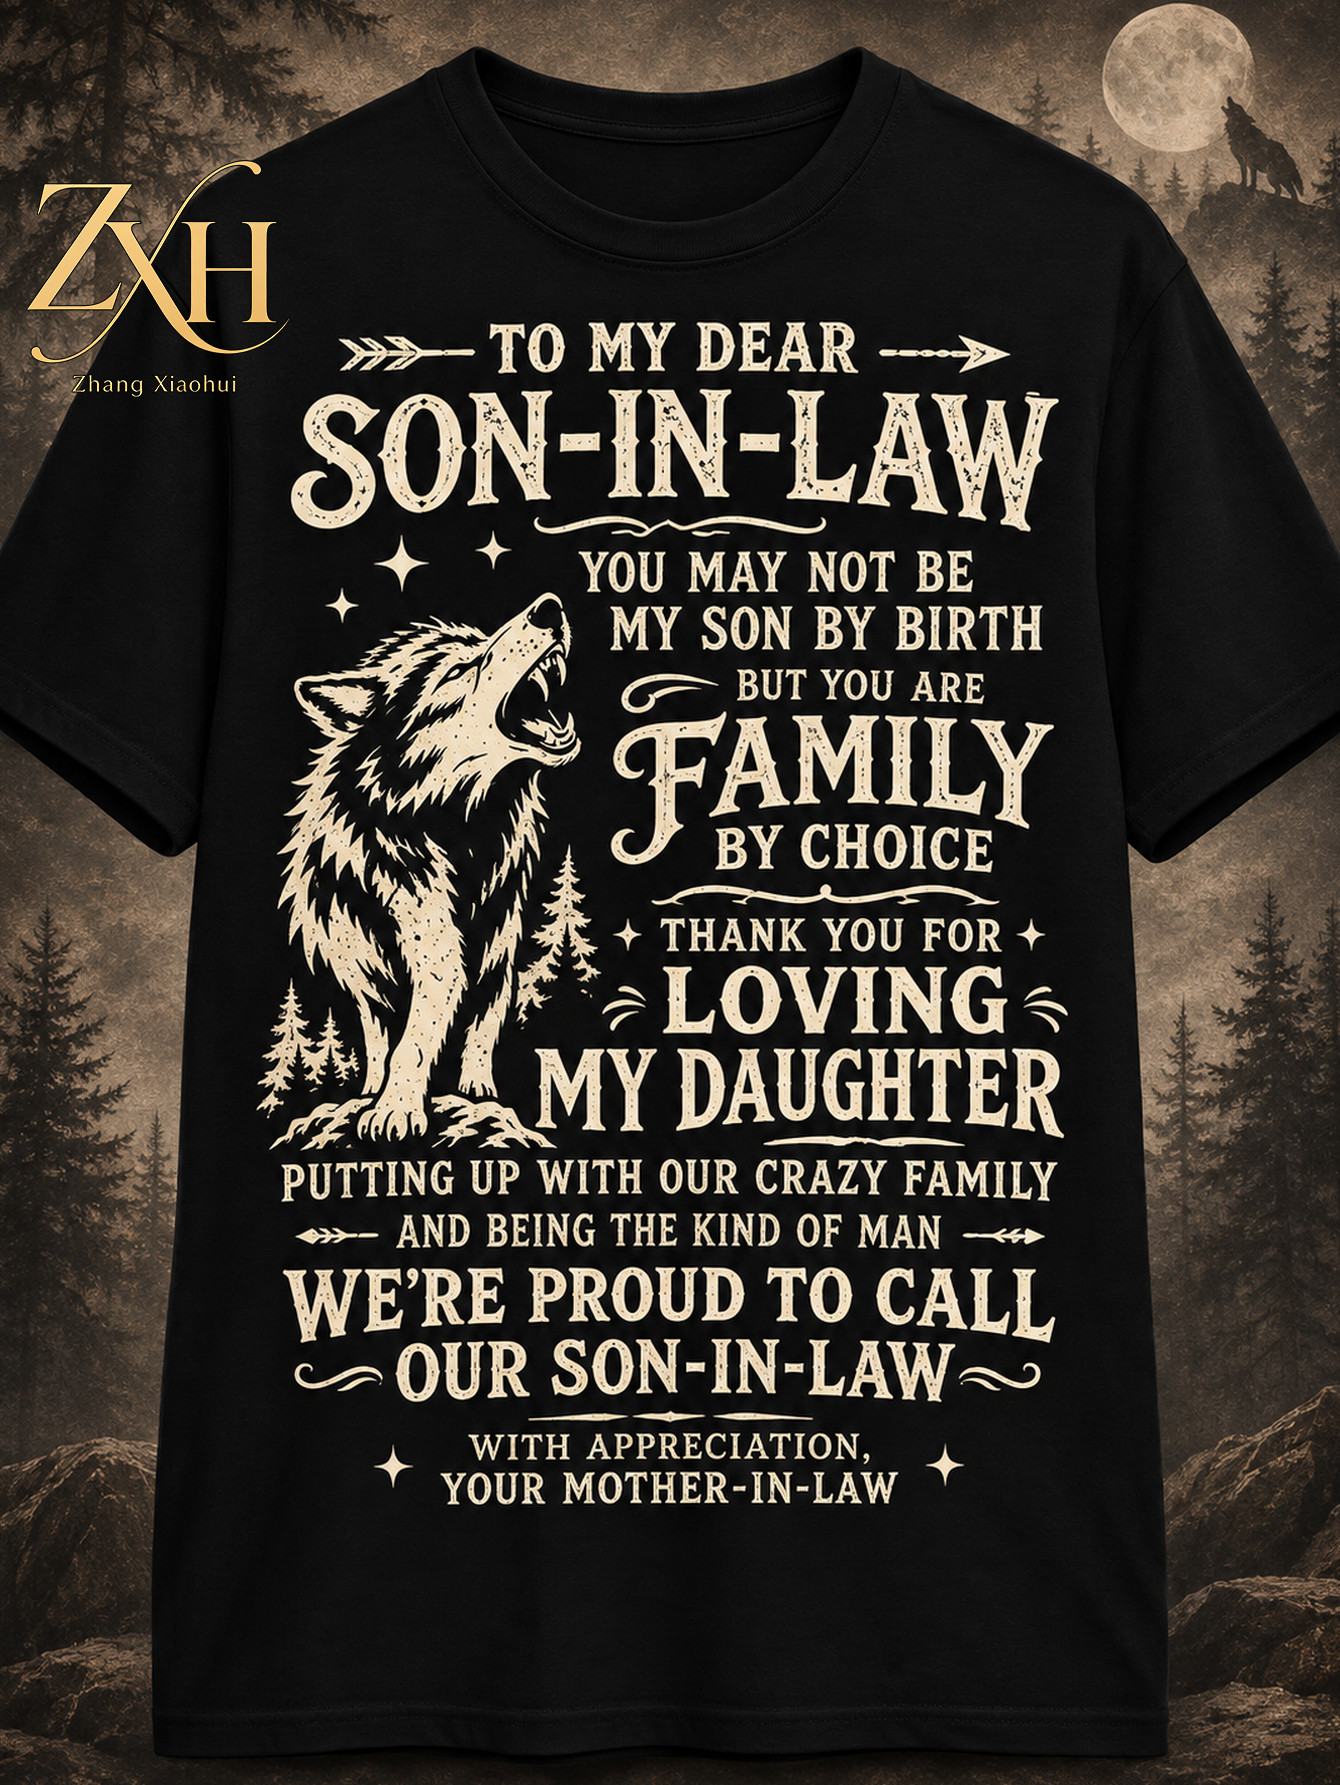 ZXH
Zhang Xiaohui
TO MY DEAR
SON-IN-LAW
YOU MAY NOT BE
MY SON BY BIRTH
BUT YOU ARE
FAMILY
BY CHOICE
THANK YOU FOR
LOVING
MY DAUGHTER
PUTTING UP WITH OUR CRAZY FAMILY
AND BEING THE KIND OF MAN
WE'RE PROUD TO CALL
OUR SON-IN-LAW
WITH APPRECIATION,
YOUR MOTHER-IN-LAW